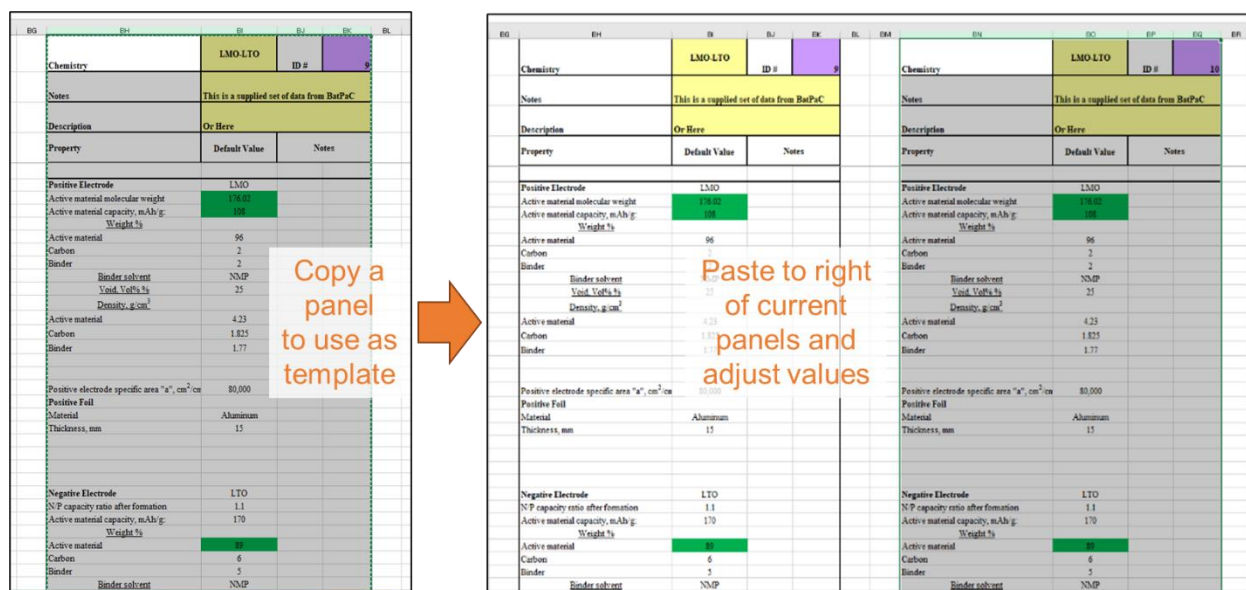 BG BH BI BJ BK BL
Chemistry LMO-LTO ID # 9
Notes This is a supplied set of data from BatPaC
Description Or Here
Property Default Value Notes
Positive Electrode LMO
Active material molecular weight 176.02
Active material capacity, mAh/g: 108
Weight %
Active material 96
Carbon 2
Binder 2
Binder solvent NMP
Void, Vol% % 25
Density, g/cm³
Active material 4.23
Carbon 1.825
Binder 1.77
Positive electrode specific area "a", cm²/cm 80,000
Positive Foil
Material Aluminum
Thickness, mm 15
Negative Electrode LTO
N/P capacity ratio after formation 1.1
Active material capacity, mAh/g: 170
Weight %
Active material 89
Carbon 6
Binder 5
Binder solvent NMP
Copy a
panel
to use as
template
BG BH BI BJ BK BL BM BN BO BP BQ BR
Chemistry LMO-LTO ID # 9
Notes This is a supplied set of data from BatPaC
Description Or Here
Property Default Value Notes
Positive Electrode LMO
Active material molecular weight 176.02
Active material capacity, mAh/g: 108
Weight %
Active material 96
Carbon
Binder
Binder solvent
Void, Vol% %
Density, g/cm³
Active material 4.23
Carbon 1.825
Binder 1.77
Positive electrode specific area "a", cm²/cm 80,000
Positive Foil
Material Aluminum
Thickness, mm 15
Negative Electrode LTO
N/P capacity ratio after formation 1.1
Active material capacity, mAh/g: 170
Weight %
Active material 89
Carbon 6
Binder 5
Binder solvent NMP
Paste to right
of current
panels and
adjust values
Chemistry LMO-LTO ID # 10
Notes This is a supplied set of data from BatPaC
Description Or Here
Property Default Value Notes
Positive Electrode LMO
Active material molecular weight 176.02
Active material capacity, mAh/g: 108
Weight %
Active material 96
Carbon 2
Binder 2
Binder solvent NMP
Void, Vol% % 25
Density, g/cm³
Active material 4.23
Carbon 1.825
Binder 1.77
Positive electrode specific area "a", cm²/cm 80,000
Positive Foil
Material Aluminum
Thickness, mm 15
Negative Electrode LTO
N/P capacity ratio after formation 1.1
Active material capacity, mAh/g: 170
Weight %
Active material 89
Carbon 6
Binder 5
Binder solvent NMP